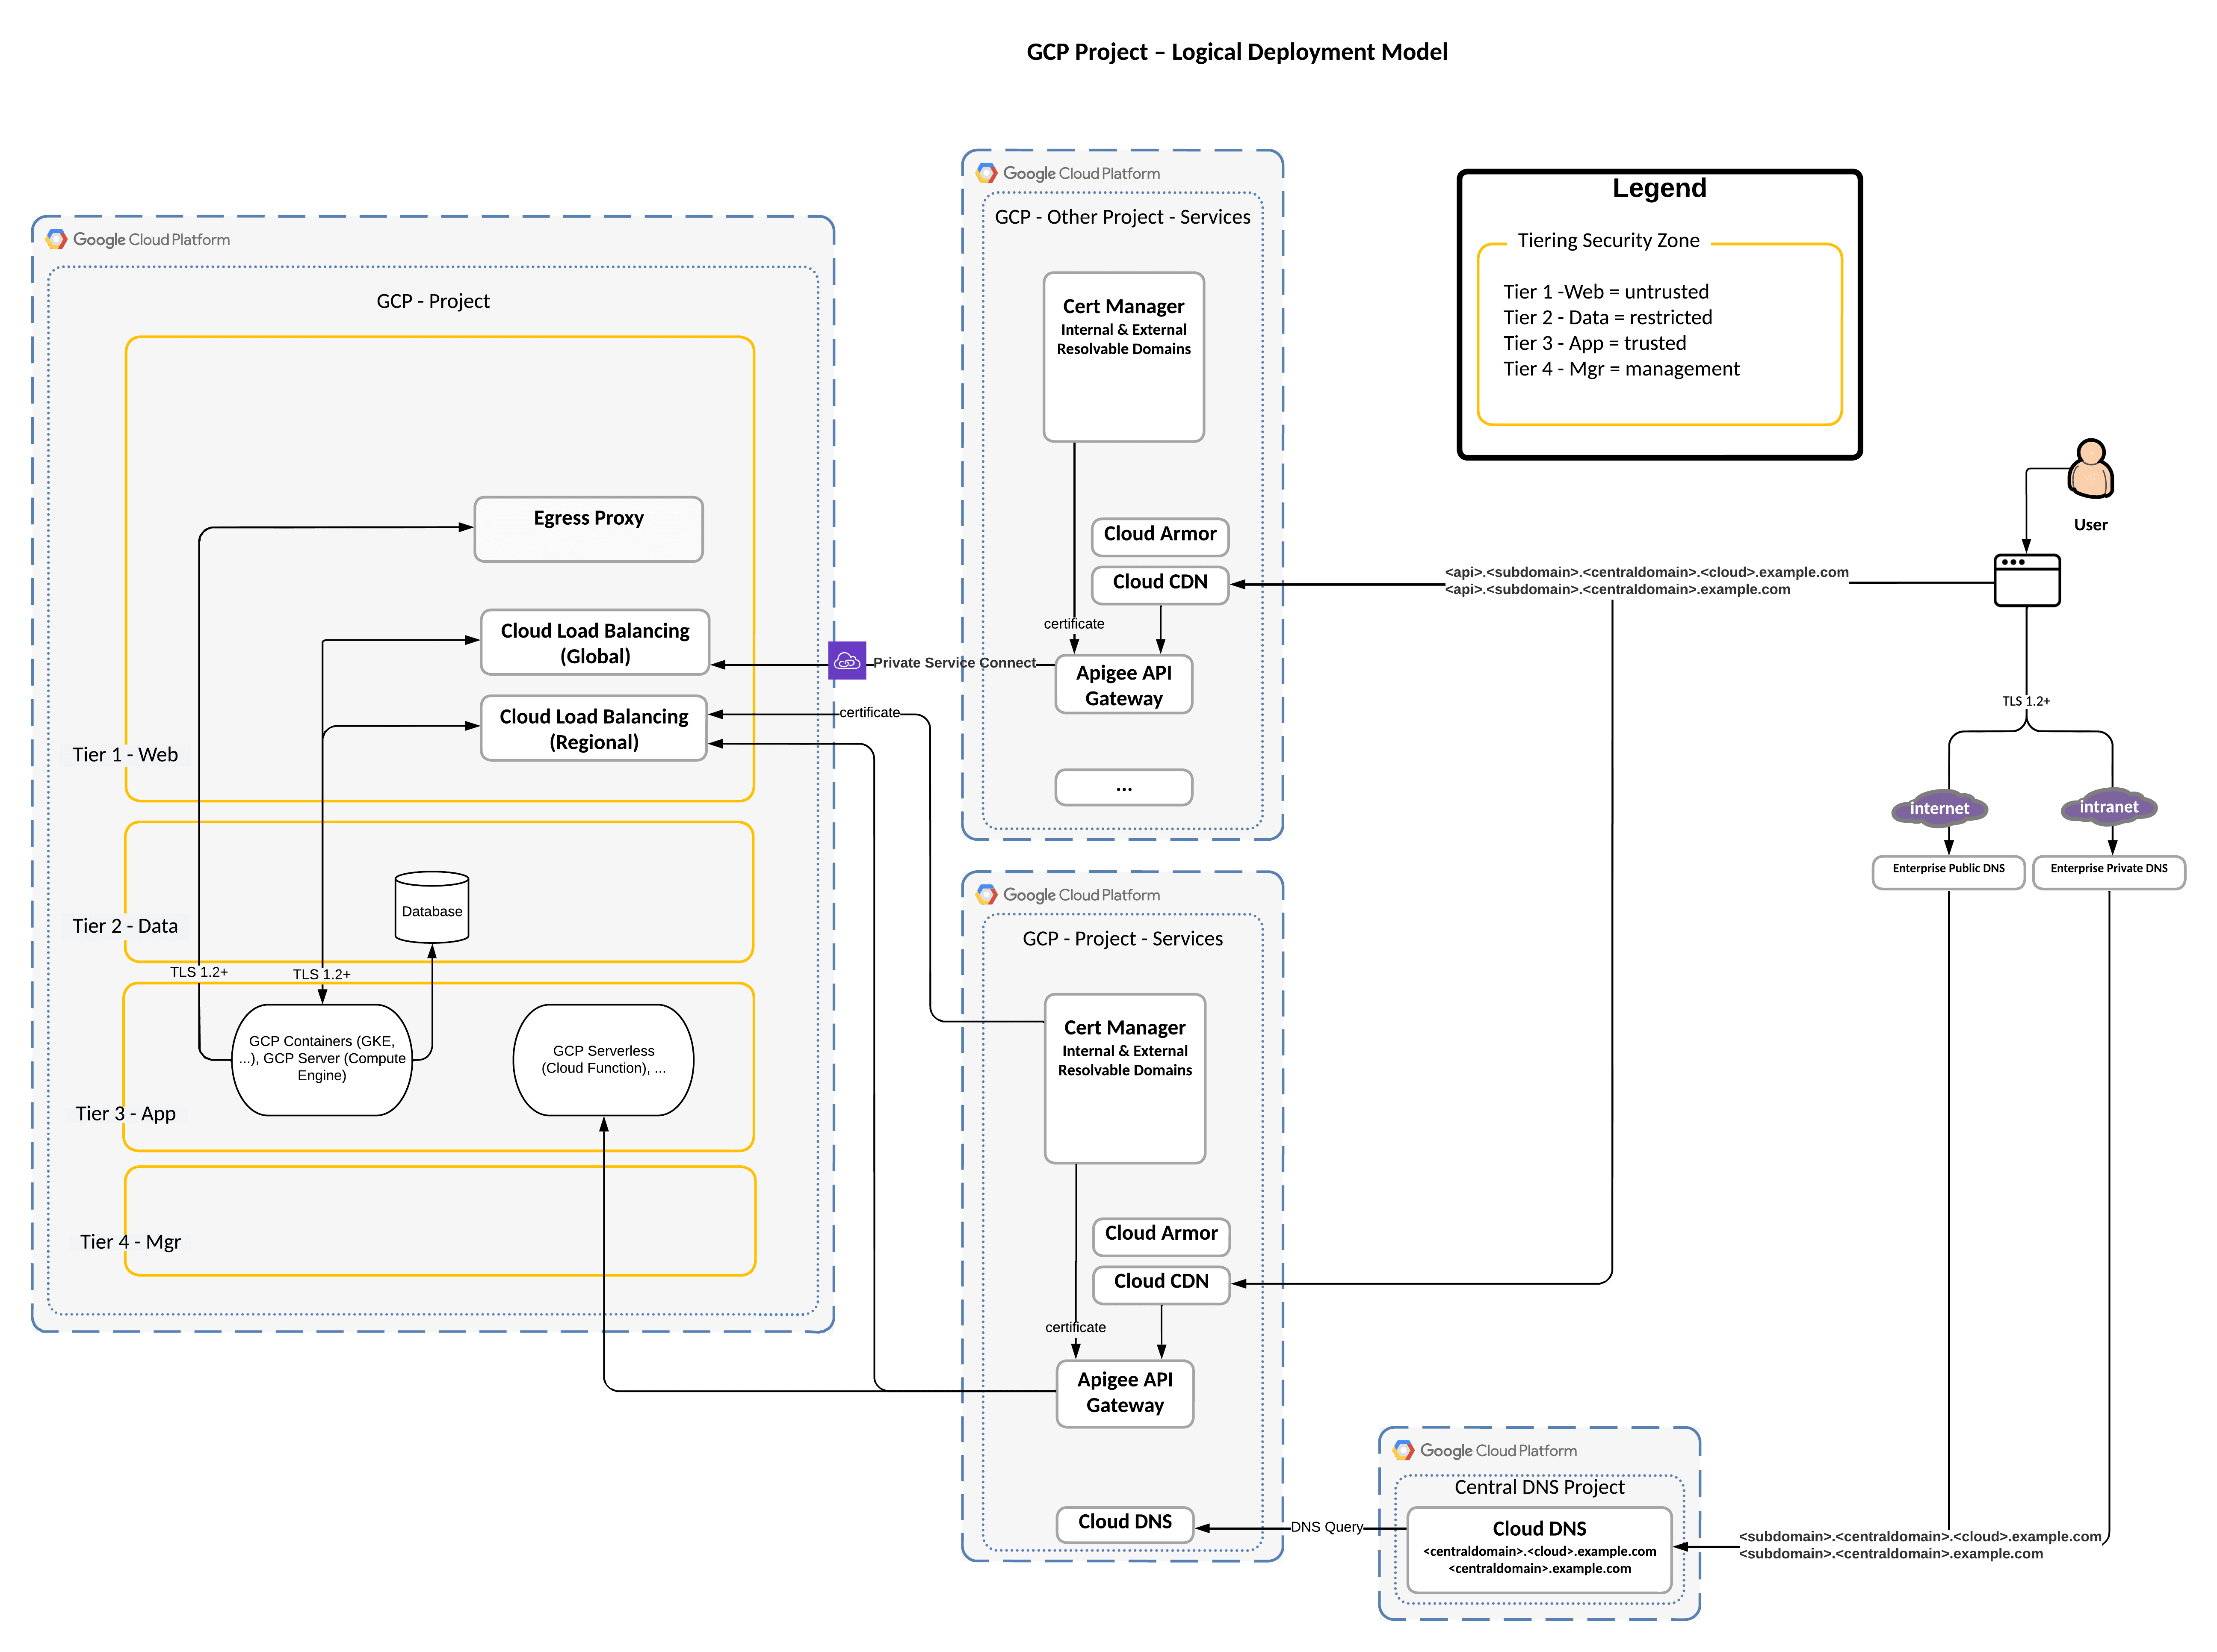 GCP Project – Logical Deployment Model
Google Cloud Platform
GCP - Project
Egress Proxy
Cloud Load Balancing
(Global)
Cloud Load Balancing
(Regional)
Tier 1 - Web
Tier 2 - Data
Database
TLS 1.2+
TLS 1.2+
GCP Containers (GKE,
...), GCP Server (Compute
Engine)
GCP Serverless
(Cloud Function), ...
Tier 3 - App
Tier 4 - Mgr
Private Service Connect
certificate
Google Cloud Platform
GCP - Other Project - Services
Cert Manager
Internal & External
Resolvable Domains
Cloud Armor
Cloud CDN
certificate
Apigee API
Gateway
...
Google Cloud Platform
GCP - Project - Services
Cert Manager
Internal & External
Resolvable Domains
Cloud Armor
Cloud CDN
certificate
Apigee API
Gateway
Cloud DNS
DNS Query
Google Cloud Platform
Central DNS Project
Cloud DNS
<centraldomain>.<cloud>.example.com
<centraldomain>.example.com
Legend
Tiering Security Zone
Tier 1 -Web = untrusted
Tier 2 - Data = restricted
Tier 3 - App = trusted
Tier 4 - Mgr = management
User
<api>.<subdomain>.<centraldomain>.<cloud>.example.com
<api>.<subdomain>.<centraldomain>.example.com
TLS 1.2+
internet
intranet
Enterprise Public DNS
Enterprise Private DNS
<subdomain>.<centraldomain>.<cloud>.example.com
<subdomain>.<centraldomain>.example.com